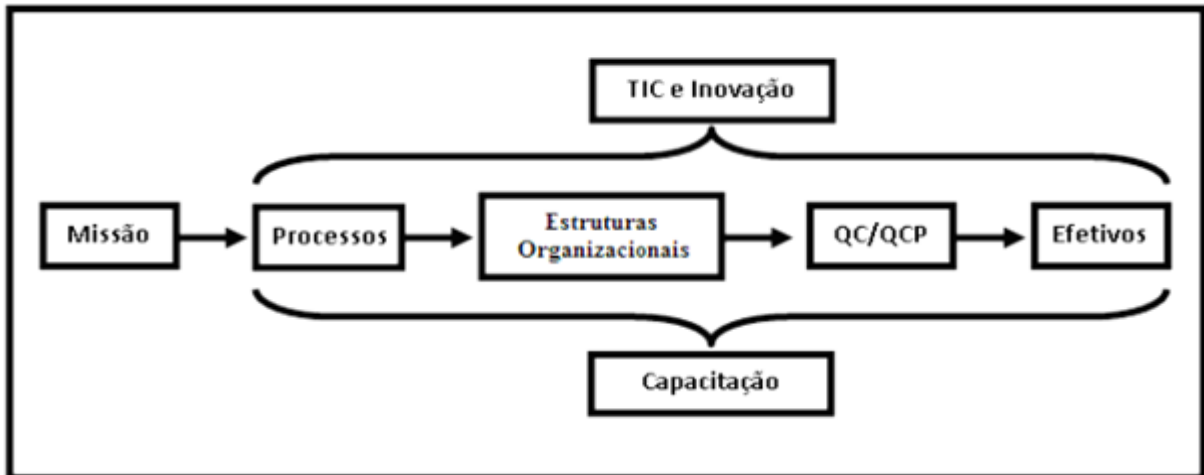 TIC e Inovação
Missão
Processos
Estruturas
Organizacionais
QC/QCP
Efetivos
Capacitação